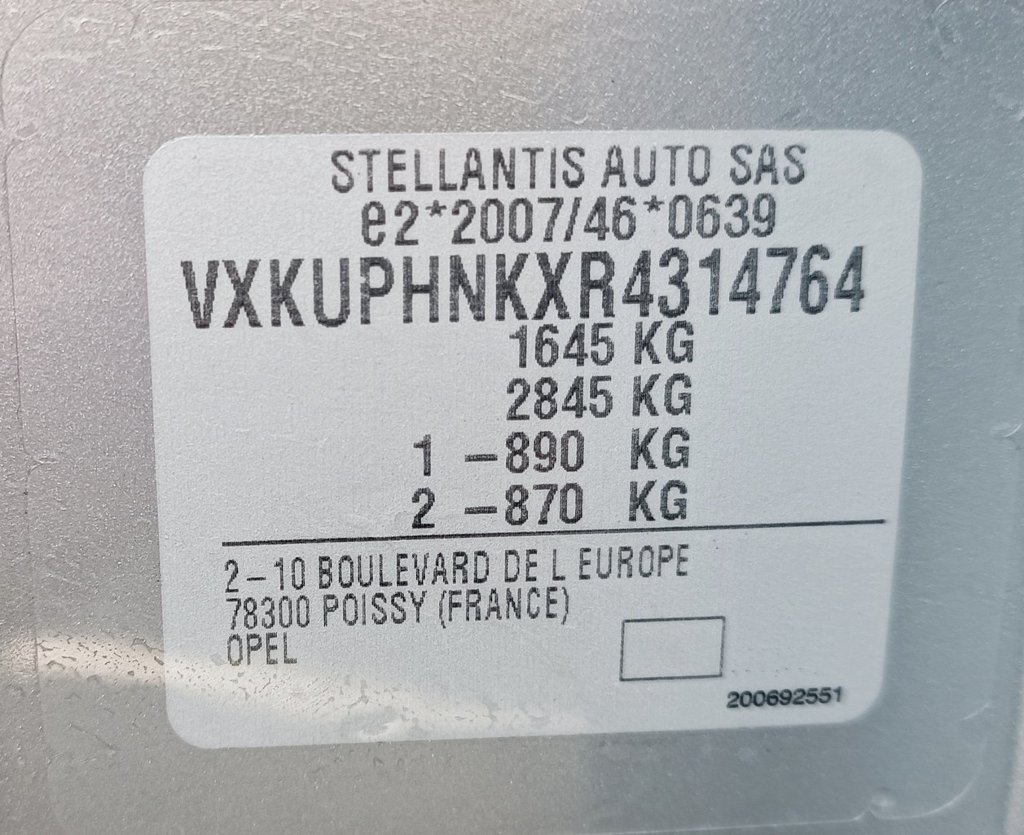 STELLANTIS AUTO SAS
e2*2007/46*0639
VXKUPHNKXR4314764
1645 KG
2845 KG
1 -890 KG
2 -870 KG
2-10 BOULEVARD DE L EUROPE
78300 POISSY (FRANCE)
OPEL
200692551